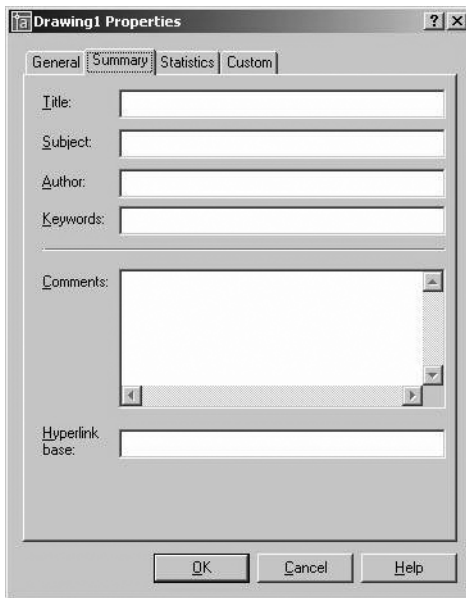 Drawing1 Properties
General Summary Statistics Custom
Title:
Subject:
Author:
Keywords:
Comments:
Hyperlink
base:
OK Cancel Help